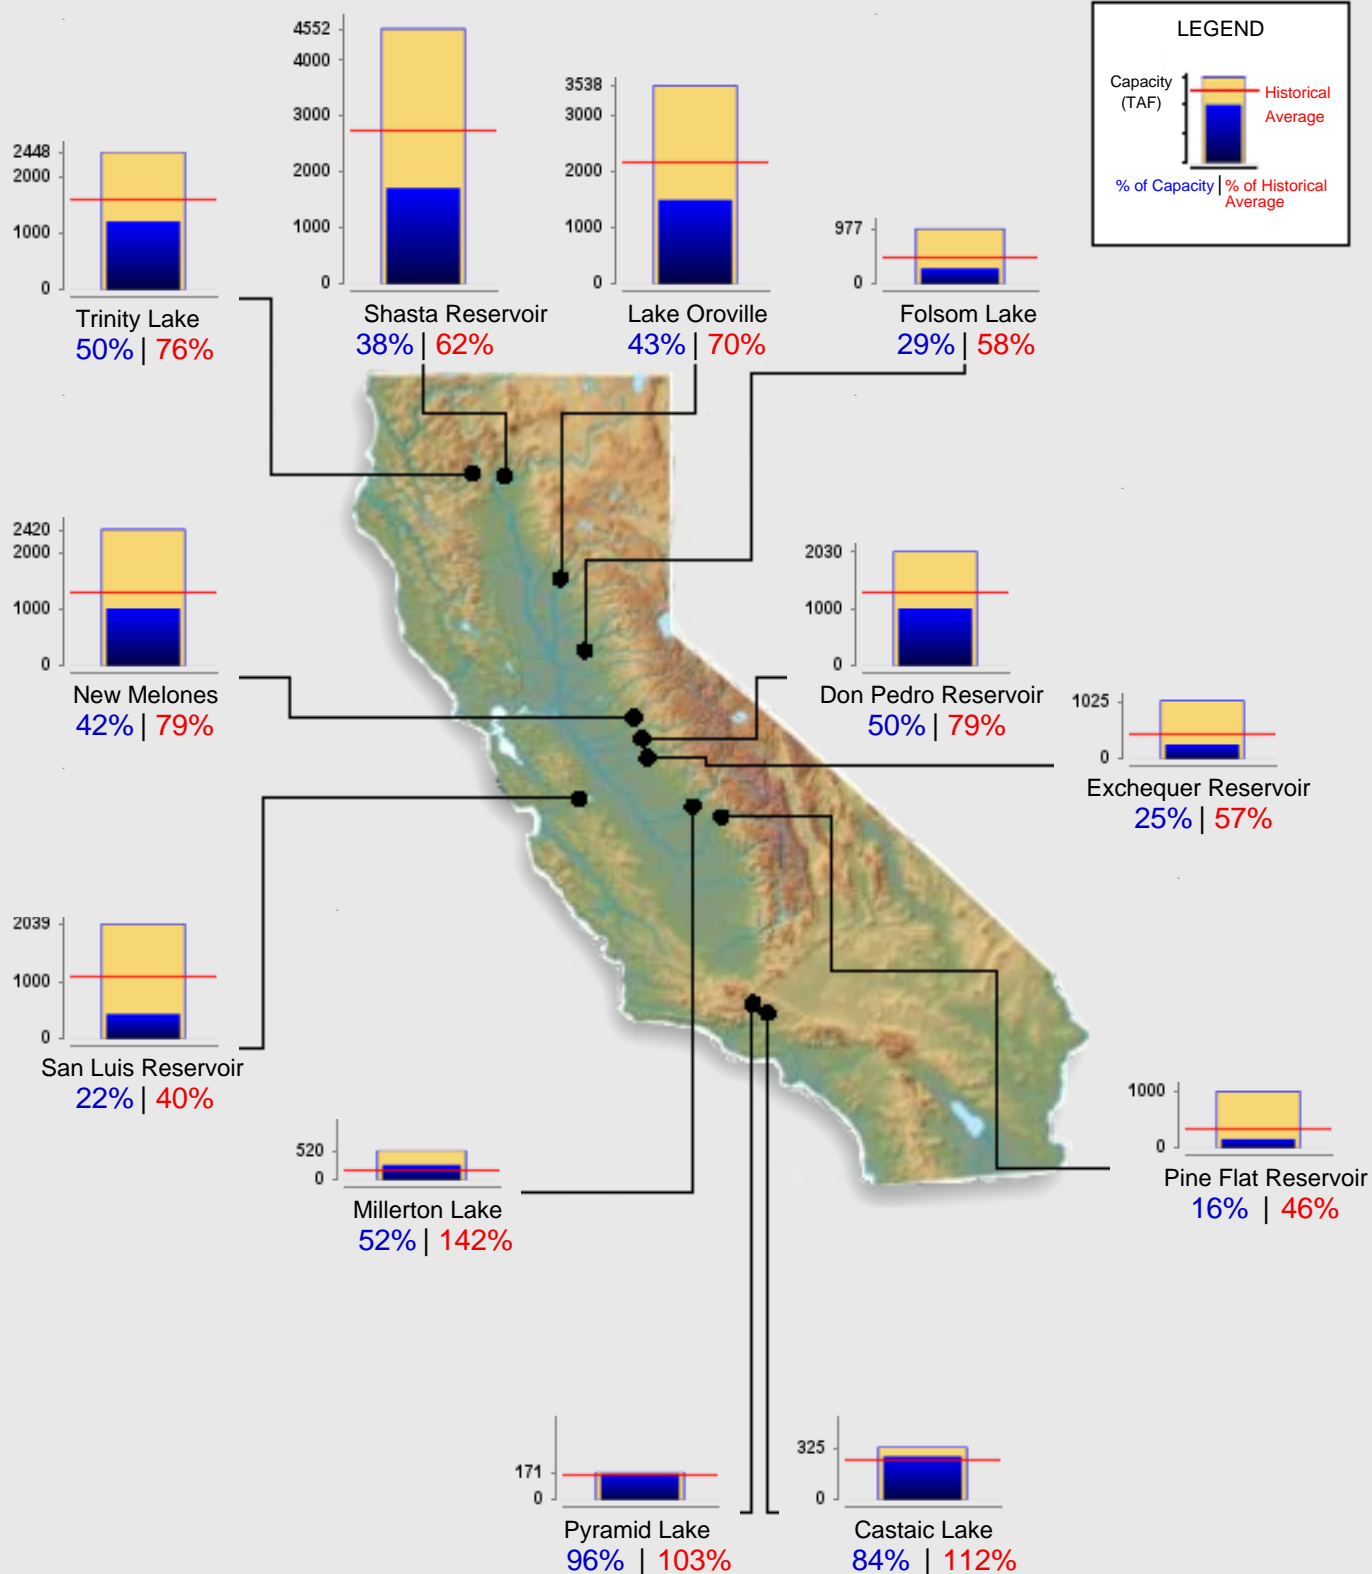 LEGEND
Capacity
(TAF)
Historical
Average
% of Capacity | % of Historical
Average
4552
4000
3000
2000
1000
0
Shasta Reservoir
38% | 62%
3538
3000
2000
1000
0
Lake Oroville
43% | 70%
2448
2000
1000
0
Trinity Lake
50% | 76%
977
0
Folsom Lake
29% | 58%
2420
2000
1000
0
New Melones
42% | 79%
2030
1000
0
Don Pedro Reservoir
50% | 79%
1025
0
Exchequer Reservoir
25% | 57%
2039
1000
0
San Luis Reservoir
22% | 40%
520
0
Millerton Lake
52% | 142%
1000
0
Pine Flat Reservoir
16% | 46%
171
0
Pyramid Lake
96% | 103%
325
0
Castaic Lake
84% | 112%